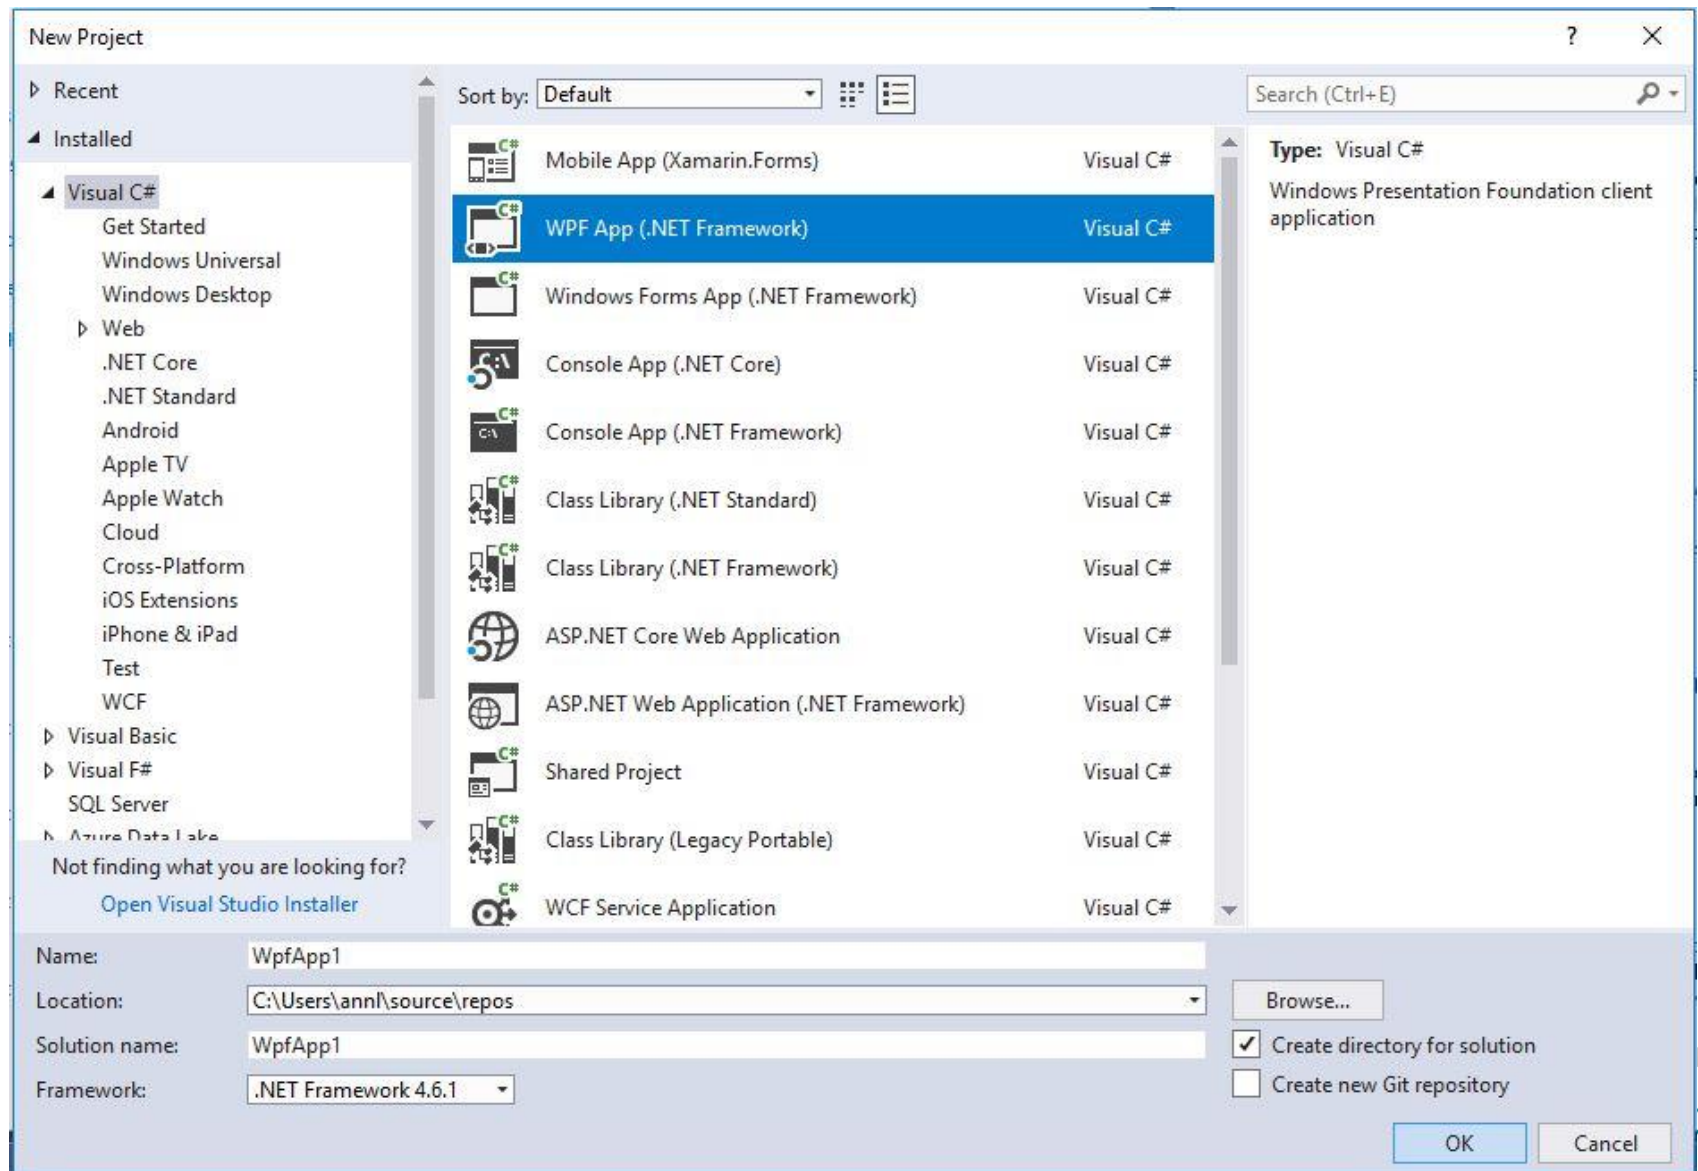 New Project
?
Recent
Installed
Visual C#
Get Started
Windows Universal
Windows Desktop
Web
.NET Core
.NET Standard
Android
Apple TV
Apple Watch
Cloud
Cross-Platform
iOS Extensions
iPhone & iPad
Test
WCF
Visual Basic
Visual F#
SQL Server
Azure Data Lake
Not finding what you are looking for?
Open Visual Studio Installer
Sort by: Default
Mobile App (Xamarin.Forms) Visual C#
WPF App (.NET Framework) Visual C#
Windows Forms App (.NET Framework) Visual C#
Console App (.NET Core) Visual C#
Console App (.NET Framework) Visual C#
Class Library (.NET Standard) Visual C#
Class Library (.NET Framework) Visual C#
ASP.NET Core Web Application Visual C#
ASP.NET Web Application (.NET Framework) Visual C#
Shared Project Visual C#
Class Library (Legacy Portable) Visual C#
WCF Service Application Visual C#
Search (Ctrl+E)
Type: Visual C#
Windows Presentation Foundation client
application
Name: WpfApp1
Location: C:\Users\annl\source\repos
Browse...
Solution name: WpfApp1
Create directory for solution
Framework: .NET Framework 4.6.1
Create new Git repository
OK Cancel